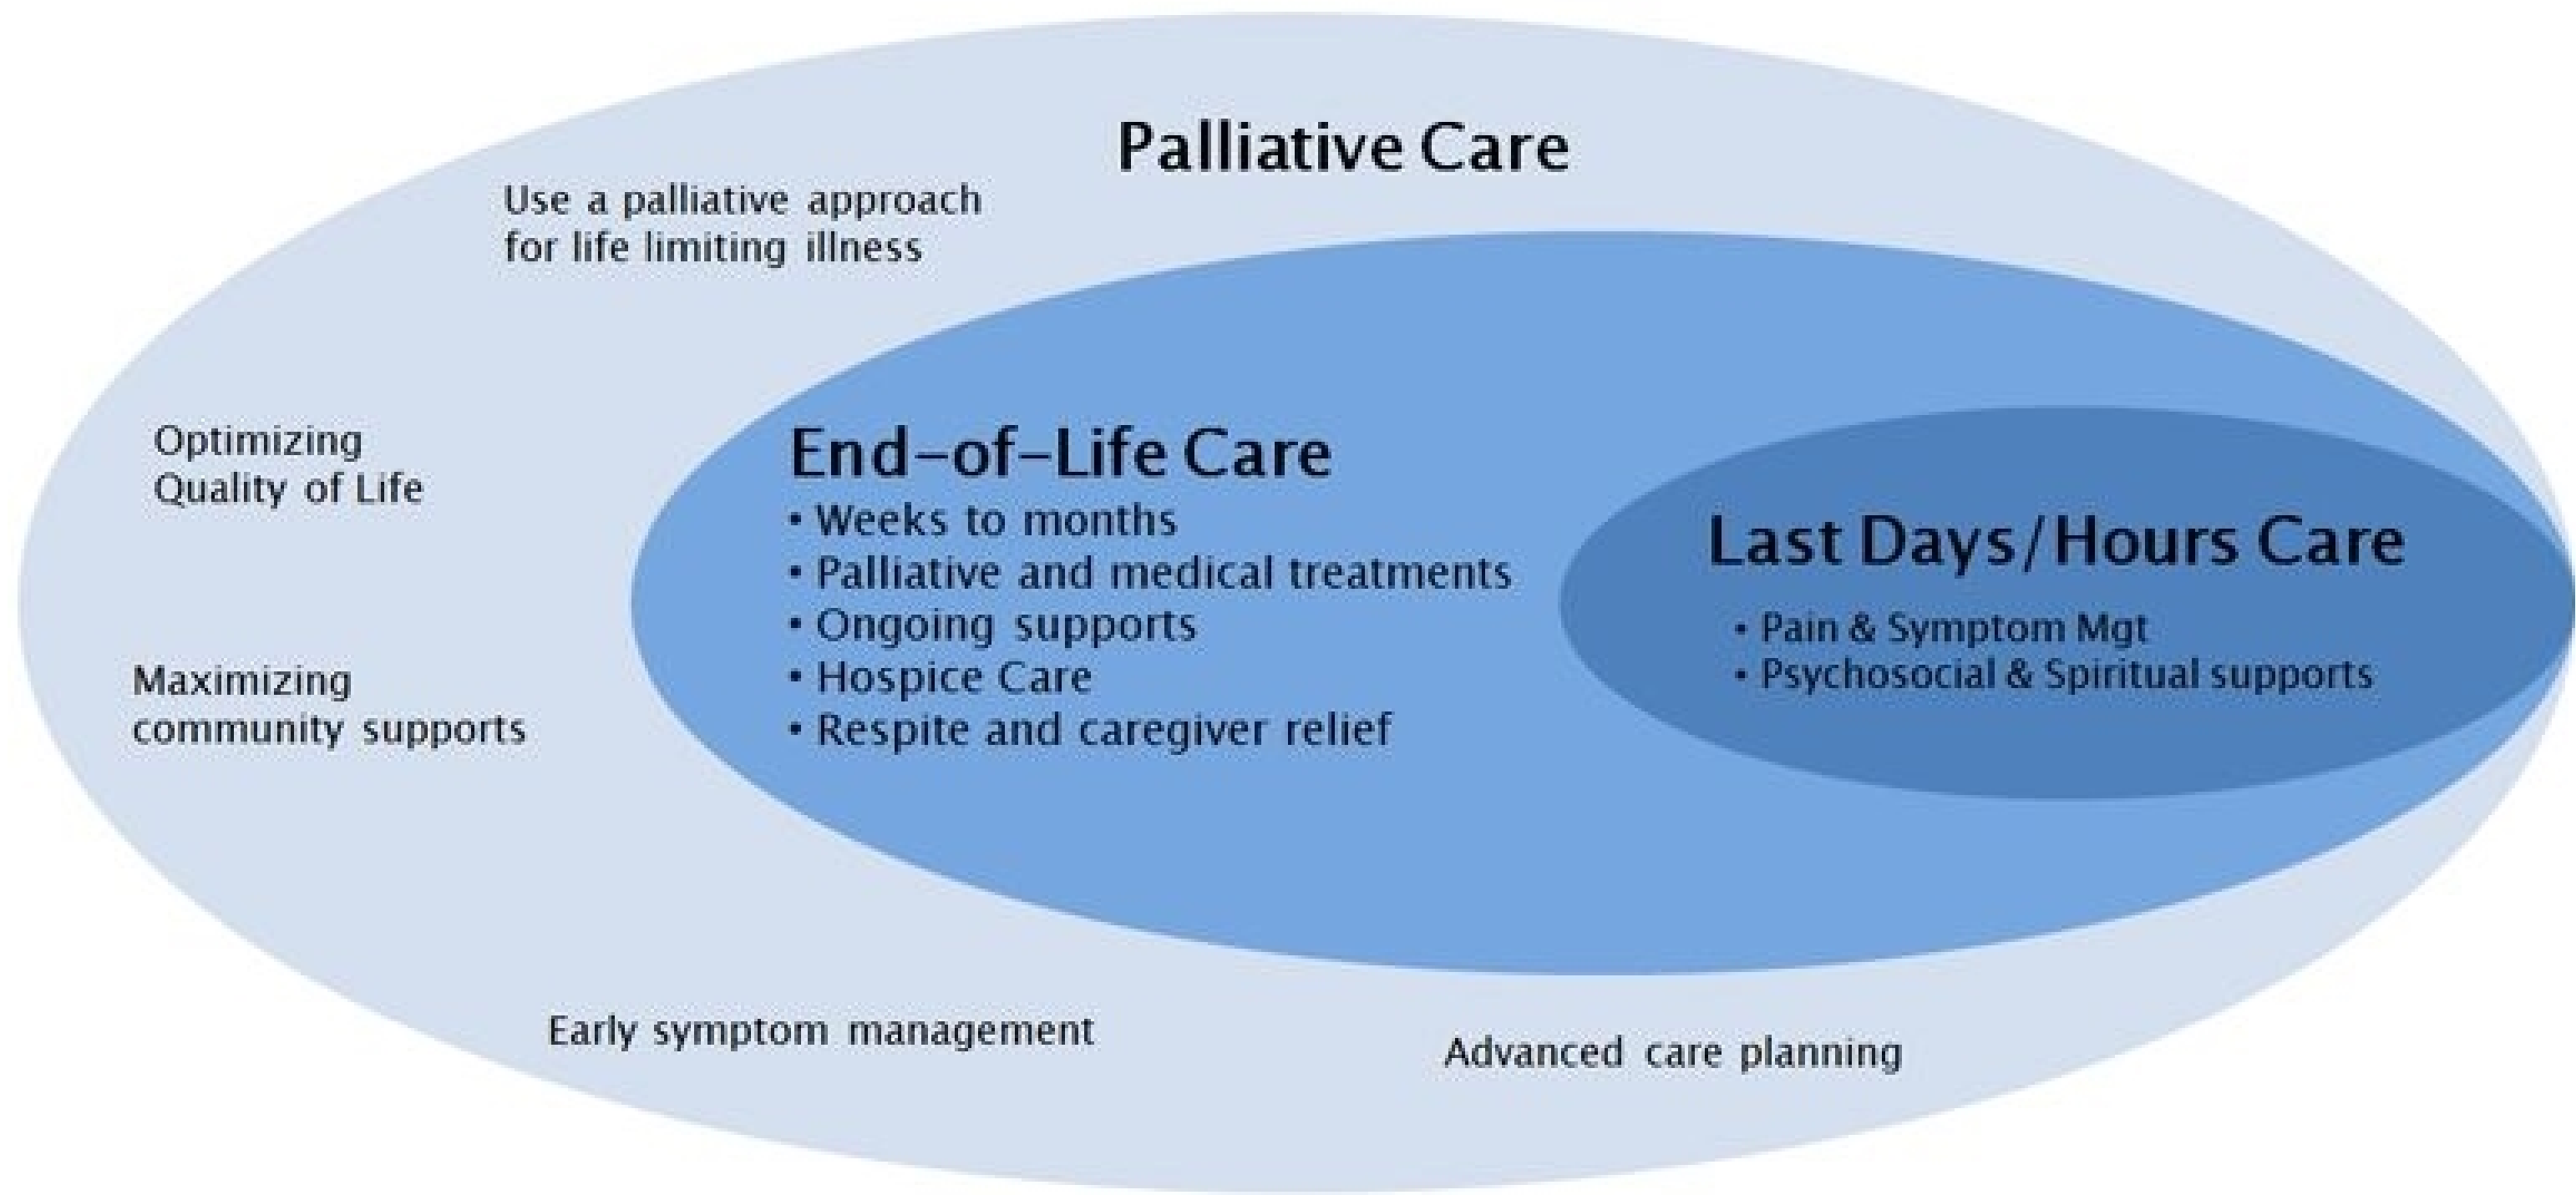 Palliative Care
Use a palliative approach
for life limiting illness
Optimizing
Quality of Life
Maximizing
community supports
End-of-Life Care
• Weeks to months
• Palliative and medical treatments
• Ongoing supports
• Hospice Care
• Respite and caregiver relief
Last Days/Hours Care
• Pain & Symptom Mgt
• Psychosocial & Spiritual supports
Early symptom management
Advanced care planning